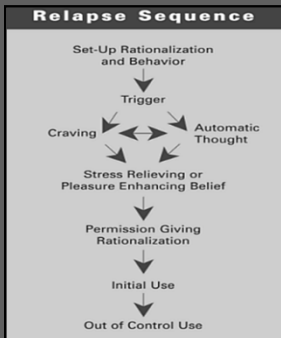 Relapse Sequence
Set-Up Rationalization
and Behavior
Trigger
Craving
Automatic
Thought
Stress Relieving or
Pleasure Enhancing Belief
Permission Giving
Rationalization
Initial Use
Out of Control Use